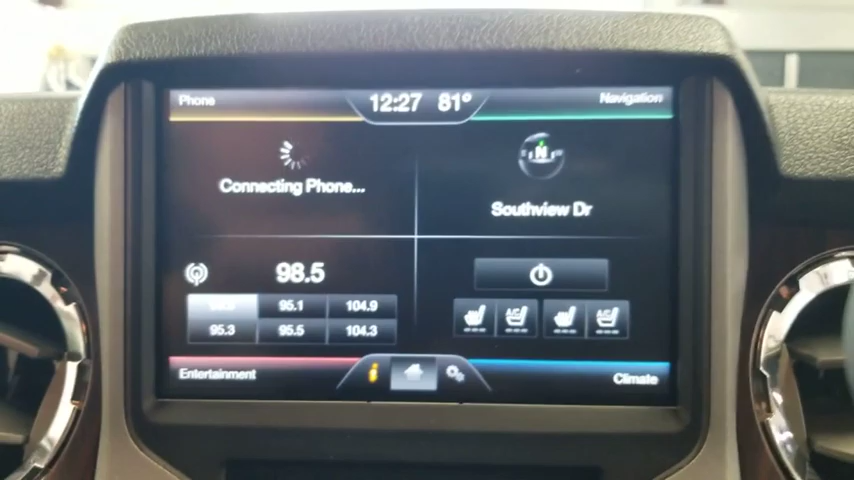 Phone
12:27 81°
Navigation
Connecting Phone...
N
Southview Dr
98.5
95.1 104.9
95.3 95.5 104.3
A/C A/C
Entertainment
i
Climate